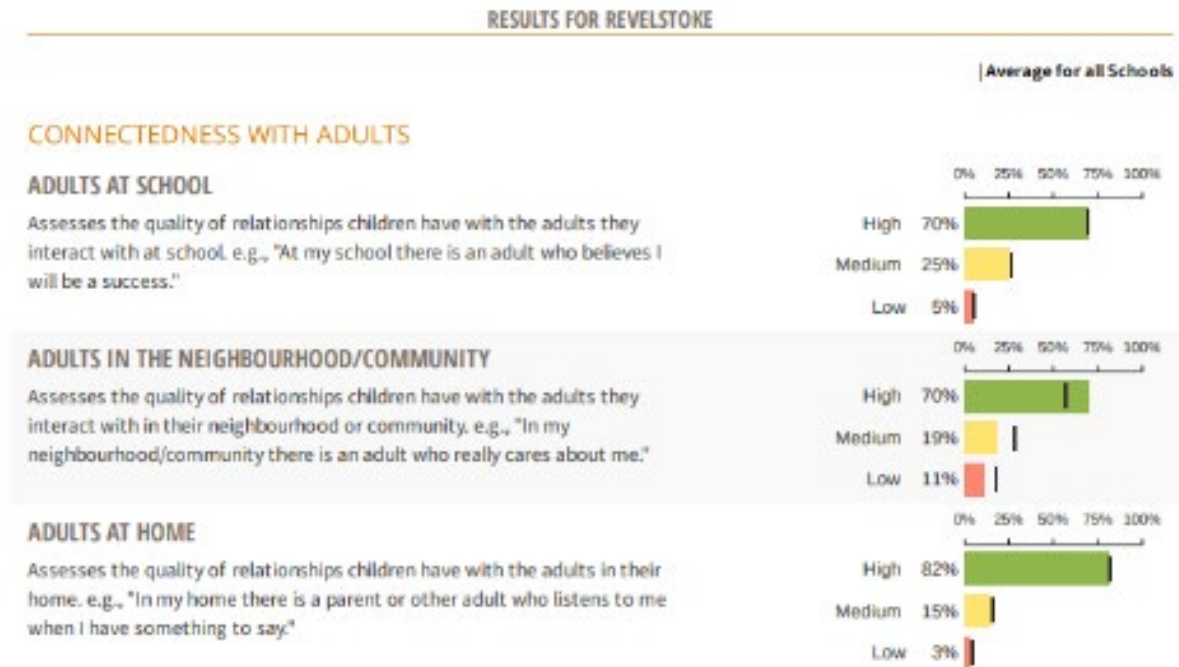 RESULTS FOR REVELSTOKE
|Average for all Schools
CONNECTEDNESS WITH ADULTS
ADULTS AT SCHOOL
0% 25% 50% 75% 100%
Assesses the quality of relationships children have with the adults they
interact with at school. e.g., "At my school there is an adult who believes I
will be a success."
High 70%
Medium 25%
Low 5%
ADULTS IN THE NEIGHBOURHOOD/COMMUNITY
0% 25% 50% 75% 100%
Assesses the quality of relationships children have with the adults they
interact with in their neighbourhood or community. e.g., "In my
neighbourhood/community there is an adult who really cares about me."
High 70%
Medium 19%
Low 11%
ADULTS AT HOME
0% 25% 50% 75% 100%
Assesses the quality of relationships children have with the adults in their
home. e.g., "In my home there is a parent or other adult who listens to me
when I have something to say."
High 82%
Medium 15%
Low 3%